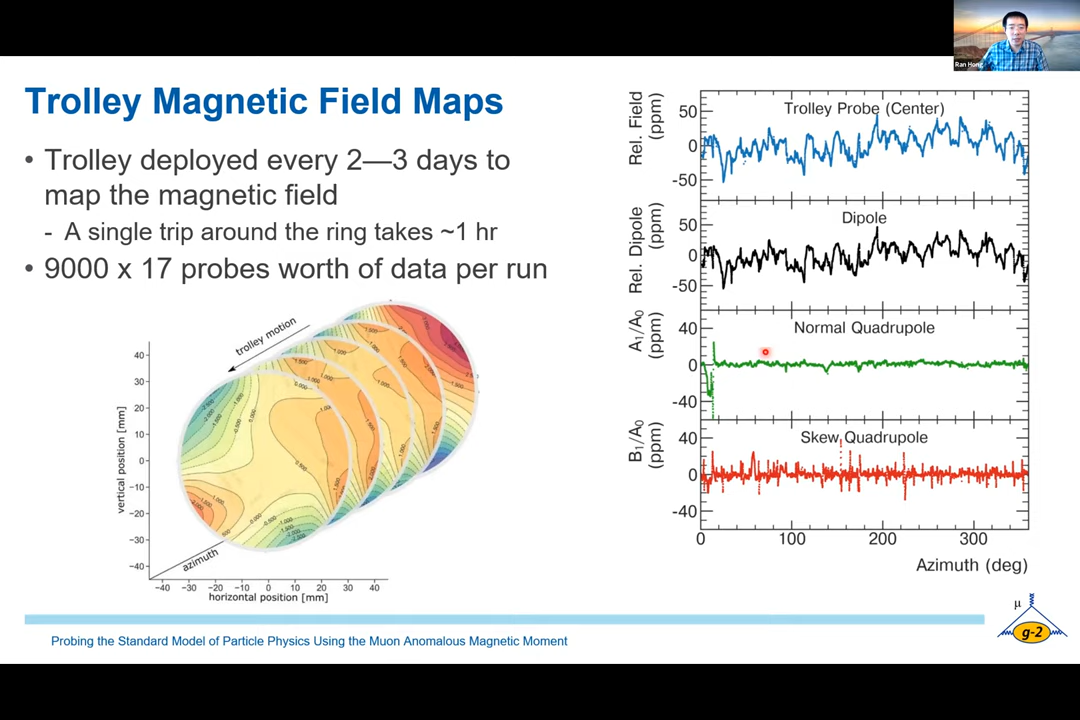 Ran Hong
Trolley Magnetic Field Maps
• Trolley deployed every 2—3 days to
map the magnetic field
- A single trip around the ring takes ~1 hr
• 9000 x 17 probes worth of data per run
trolley motion
azimuth
vertical position [mm]
40
30
20
10
0
−10
−20
−30
−40
−40 −30 −20 −10 0 10 20 30 40
horizontal position [mm]
Rel. Field
(ppm)
50
0
-50
Trolley Probe (Center)
Rel. Dipole
(ppm)
50
0
-50
Dipole
A1/A0
(ppm)
40
0
-40
Normal Quadrupole
B1/A0
(ppm)
40
0
-40
Skew Quadrupole
0 100 200 300
Azimuth (deg)
Probing the Standard Model of Particle Physics Using the Muon Anomalous Magnetic Moment
μ
g-2